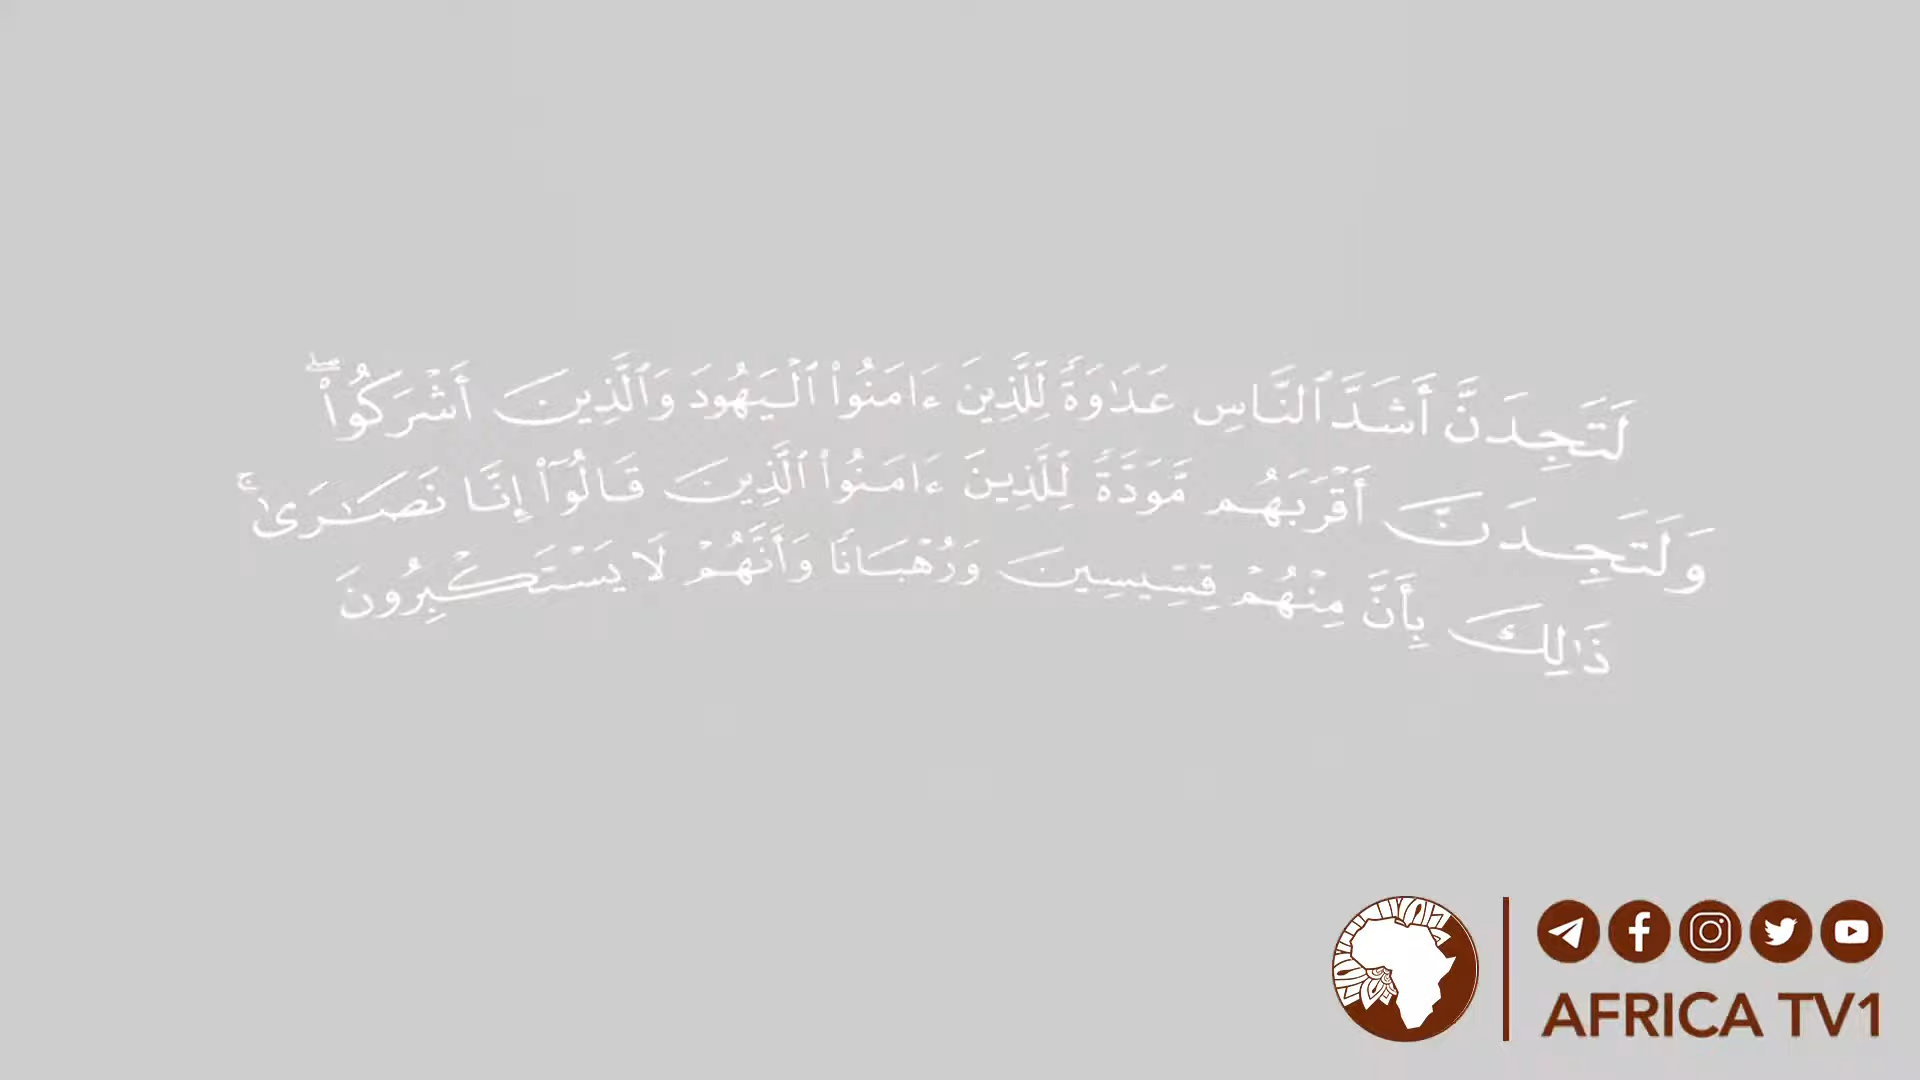 لَتَجِدَنَّ أَشَدَّ ٱلنَّاسِ عَدَٰوَةً لِّلَّذِينَ ءَامَنُوا۟ ٱلْيَهُودَ وَٱلَّذِينَ أَشْرَكُوا۟ۖ
وَلَتَجِدَنَّ أَقْرَبَهُم مَّوَدَّةً لِّلَّذِينَ ءَامَنُوا۟ ٱلَّذِينَ قَالُوٓا۟ إِنَّا نَصَٰرَىٰۚ
ذَٰلِكَ بِأَنَّ مِنْهُمْ قِسِّيسِينَ وَرُهْبَانًا وَأَنَّهُمْ لَا يَسْتَكْبِرُونَ
AFRICA TV1